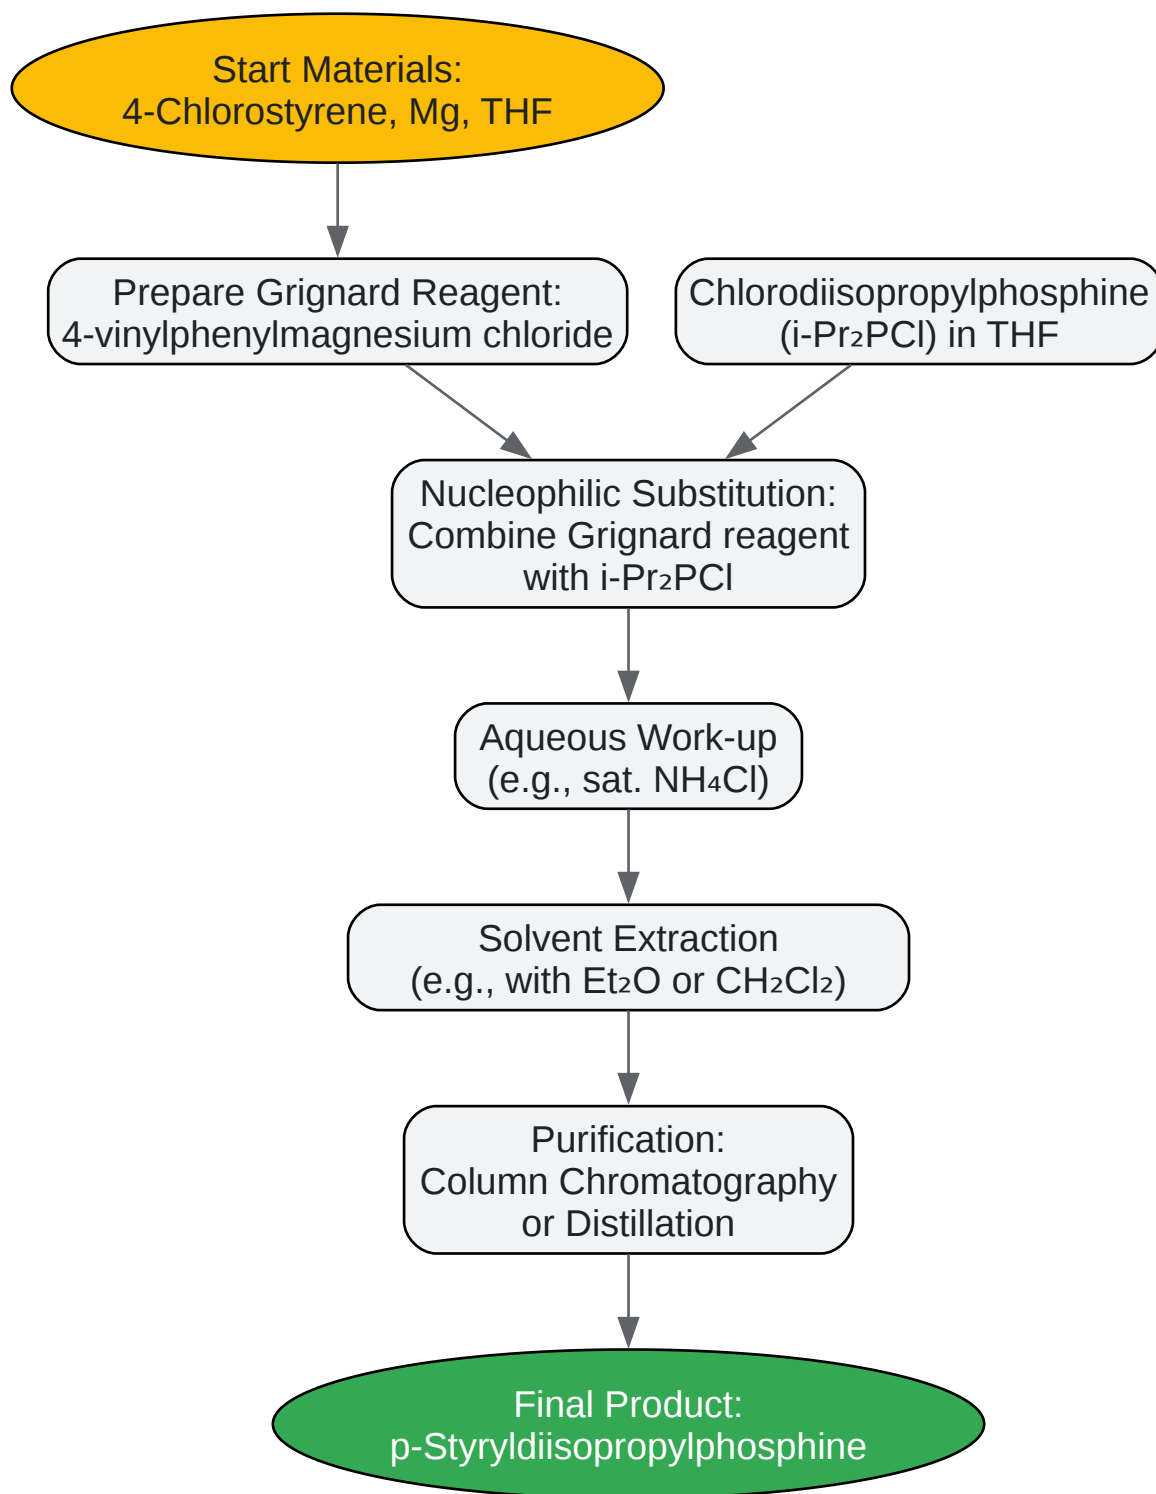 Start Materials:
4-Chlorostyrene, Mg, THF
Prepare Grignard Reagent:
4-vinylphenylmagnesium chloride
Chlorodiisopropylphosphine
(i-Pr₂PCl) in THF
Nucleophilic Substitution:
Combine Grignard reagent
with i-Pr₂PCl
Aqueous Work-up
(e.g., sat. NH₄Cl)
Solvent Extraction
(e.g., with Et₂O or CH₂Cl₂)
Purification:
Column Chromatography
or Distillation
Final Product:
p-Styryldiisopropylphosphine